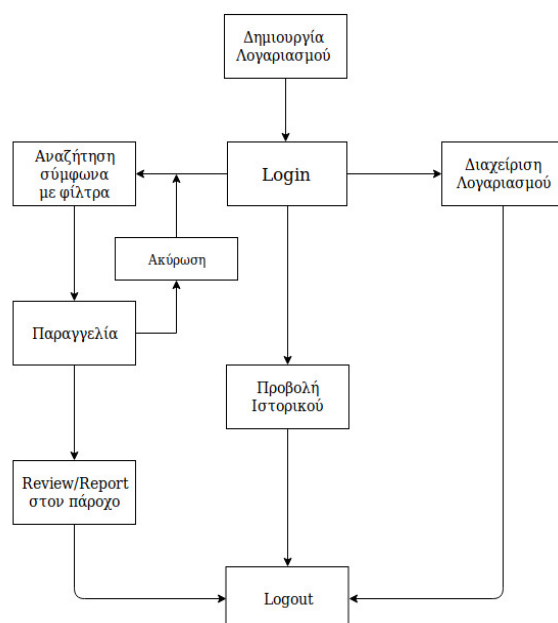 Δημιουργία
Λογαριασμού
Αναζήτηση
σύμφωνα
με φίλτρα
Login
Διαχείριση
Λογαριασμού
Ακύρωση
Παραγγελία
Προβολή
Ιστορικού
Review/Report
στον πάροχο
Logout